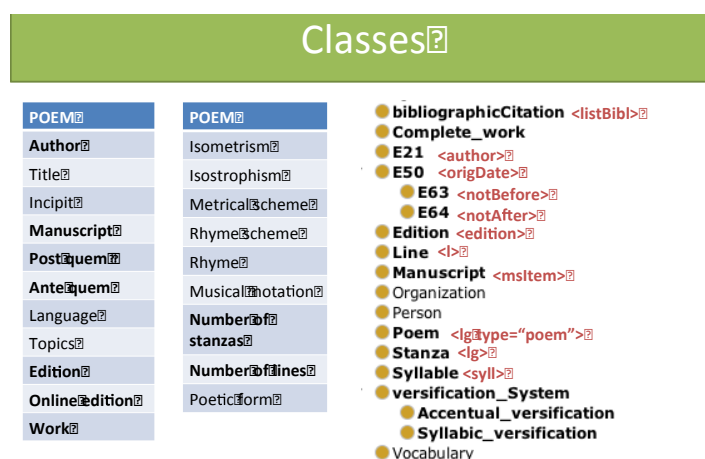 Classes
POEM
Author
Title
Incipit
Manuscript
Post quem
Ante quem
Language
Topics
Edition
Online edition
Work
POEM
Isometrism
Isostrophism
Metrical scheme
Rhyme scheme
Rhyme
Musical notation
Number of
stanzas
Number of lines
Poetic form
bibliographicCitation <listBibl>
Complete_work
E21 <author>
E50 <origDate>
E63 <notBefore>
E64 <notAfter>
Edition <edition>
Line <l>
Manuscript <msItem>
Organization
Person
Poem <lg type=“poem”>
Stanza <lg>
Syllable <syll>
versification_System
Accentual_versification
Syllabic_versification
Vocabulary